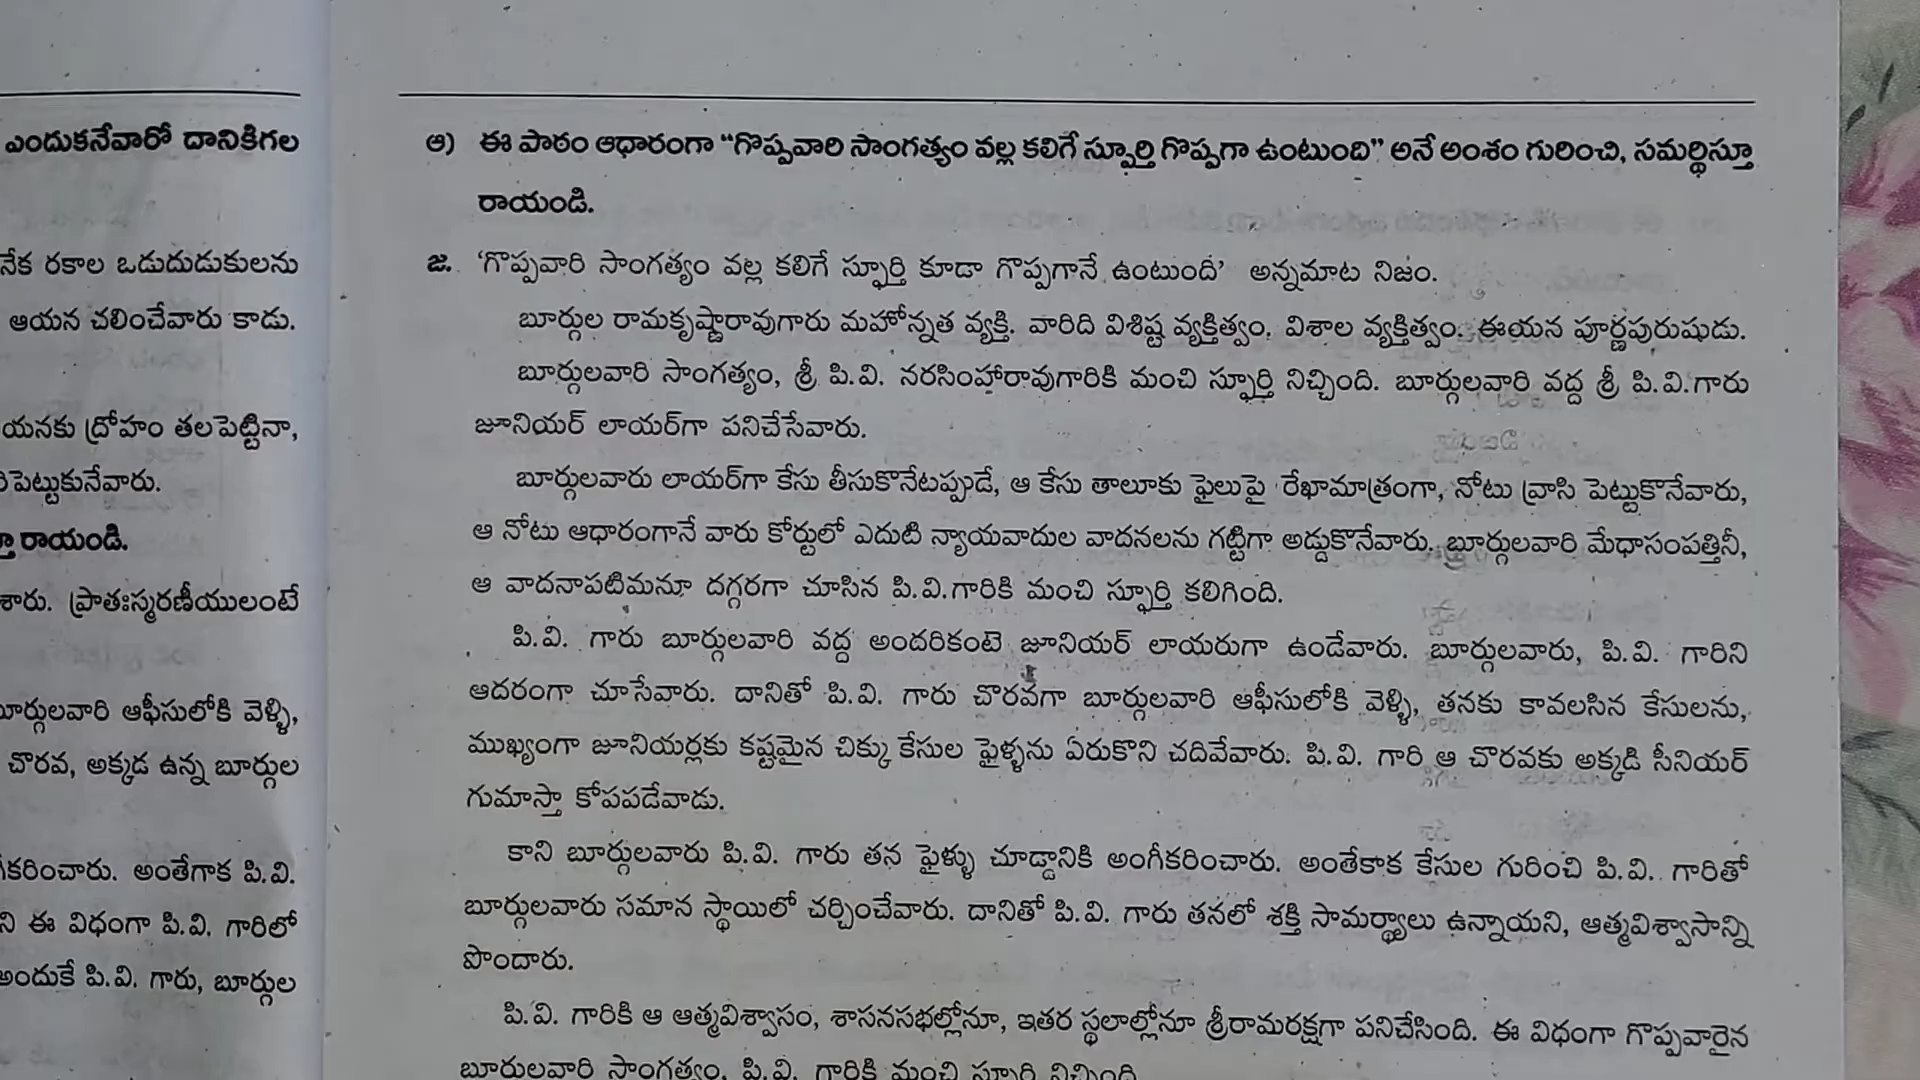 ఎందుకనేవారో దానికిగల
నేక రకాల ఒడుదుడుకులను
ఆయన చలించేవారు కాడు.
యనకు ద్రోహం తలపెట్టినా,
పెట్టుకునేవారు.
రాయండి.
శారు. ప్రాతఃస్మరణీయులంటే
బూర్గులవారి ఆఫీసులోకి వెళ్ళి,
చొరవ, అక్కడ ఉన్న బూర్గుల
కరించారు. అంతేగాక పి.వి.
ని ఈ విధంగా పి.వి. గారిలో
అందుకే పి.వి. గారు, బూర్గుల
అ) ఈ పాఠం ఆధారంగా “గొప్పవారి సాంగత్యం వల్ల కలిగే స్ఫూర్తి గొప్పగా ఉంటుంది” అనే అంశం గురించి, సమర్థిస్తూ
రాయండి.
జ. ‘గొప్పవారి సాంగత్యం వల్ల కలిగే స్ఫూర్తి కూడా గొప్పగానే ఉంటుంది’ అన్నమాట నిజం.
బూర్గుల రామకృష్ణారావుగారు మహోన్నత వ్యక్తి. వారిది విశిష్ట వ్యక్తిత్వం, విశాల వ్యక్తిత్వం. ఈయన పూర్ణపురుషుడు.
బూర్గులవారి సాంగత్యం, శ్రీ పి.వి. నరసింహారావుగారికి మంచి స్ఫూర్తి నిచ్చింది. బూర్గులవారి వద్ద శ్రీ పి.వి.గారు
జూనియర్ లాయర్‌గా పనిచేసేవారు.
బూర్గులవారు లాయర్‌గా కేసు తీసుకొనేటప్పుడే, ఆ కేసు తాలూకు ఫైలుపై రేఖామాత్రంగా, నోటు వ్రాసి పెట్టుకొనేవారు,
ఆ నోటు ఆధారంగానే వారు కోర్టులో ఎదుటి న్యాయవాదుల వాదనలను గట్టిగా అడ్డుకొనేవారు. బూర్గులవారి మేధాసంపత్తినీ,
ఆ వాదనాపటిమనూ దగ్గరగా చూసిన పి.వి.గారికి మంచి స్ఫూర్తి కలిగింది.
పి.వి. గారు బూర్గులవారి వద్ద అందరికంటె జూనియర్ లాయరుగా ఉండేవారు. బూర్గులవారు, పి.వి. గారిని
ఆదరంగా చూసేవారు. దానితో పి.వి. గారు చొరవగా బూర్గులవారి ఆఫీసులోకి వెళ్ళి, తనకు కావలసిన కేసులను,
ముఖ్యంగా జూనియర్లకు కష్టమైన చిక్కు కేసుల ఫైళ్ళను ఏరుకొని చదివేవారు. పి.వి. గారి ఆ చొరవకు అక్కడి సీనియర్
గుమాస్తా కోపపడేవాడు.
కాని బూర్గులవారు పి.వి. గారు తన ఫైళ్ళు చూడ్డానికి అంగీకరించారు. అంతేకాక కేసుల గురించి పి.వి. గారితో
బూర్గులవారు సమాన స్థాయిలో చర్చించేవారు. దానితో పి.వి. గారు తనలో శక్తి సామర్థ్యాలు ఉన్నాయని, ఆత్మవిశ్వాసాన్ని
పొందారు.
పి.వి. గారికి ఆ ఆత్మవిశ్వాసం, శాసనసభల్లోనూ, ఇతర స్థలాల్లోనూ శ్రీరామరక్షగా పనిచేసింది. ఈ విధంగా గొప్పవారైన
బూర్గులవారి సాంగత్యం, పి.వి. గారికి మంచి స్ఫూర్తి నిచ్చింది.